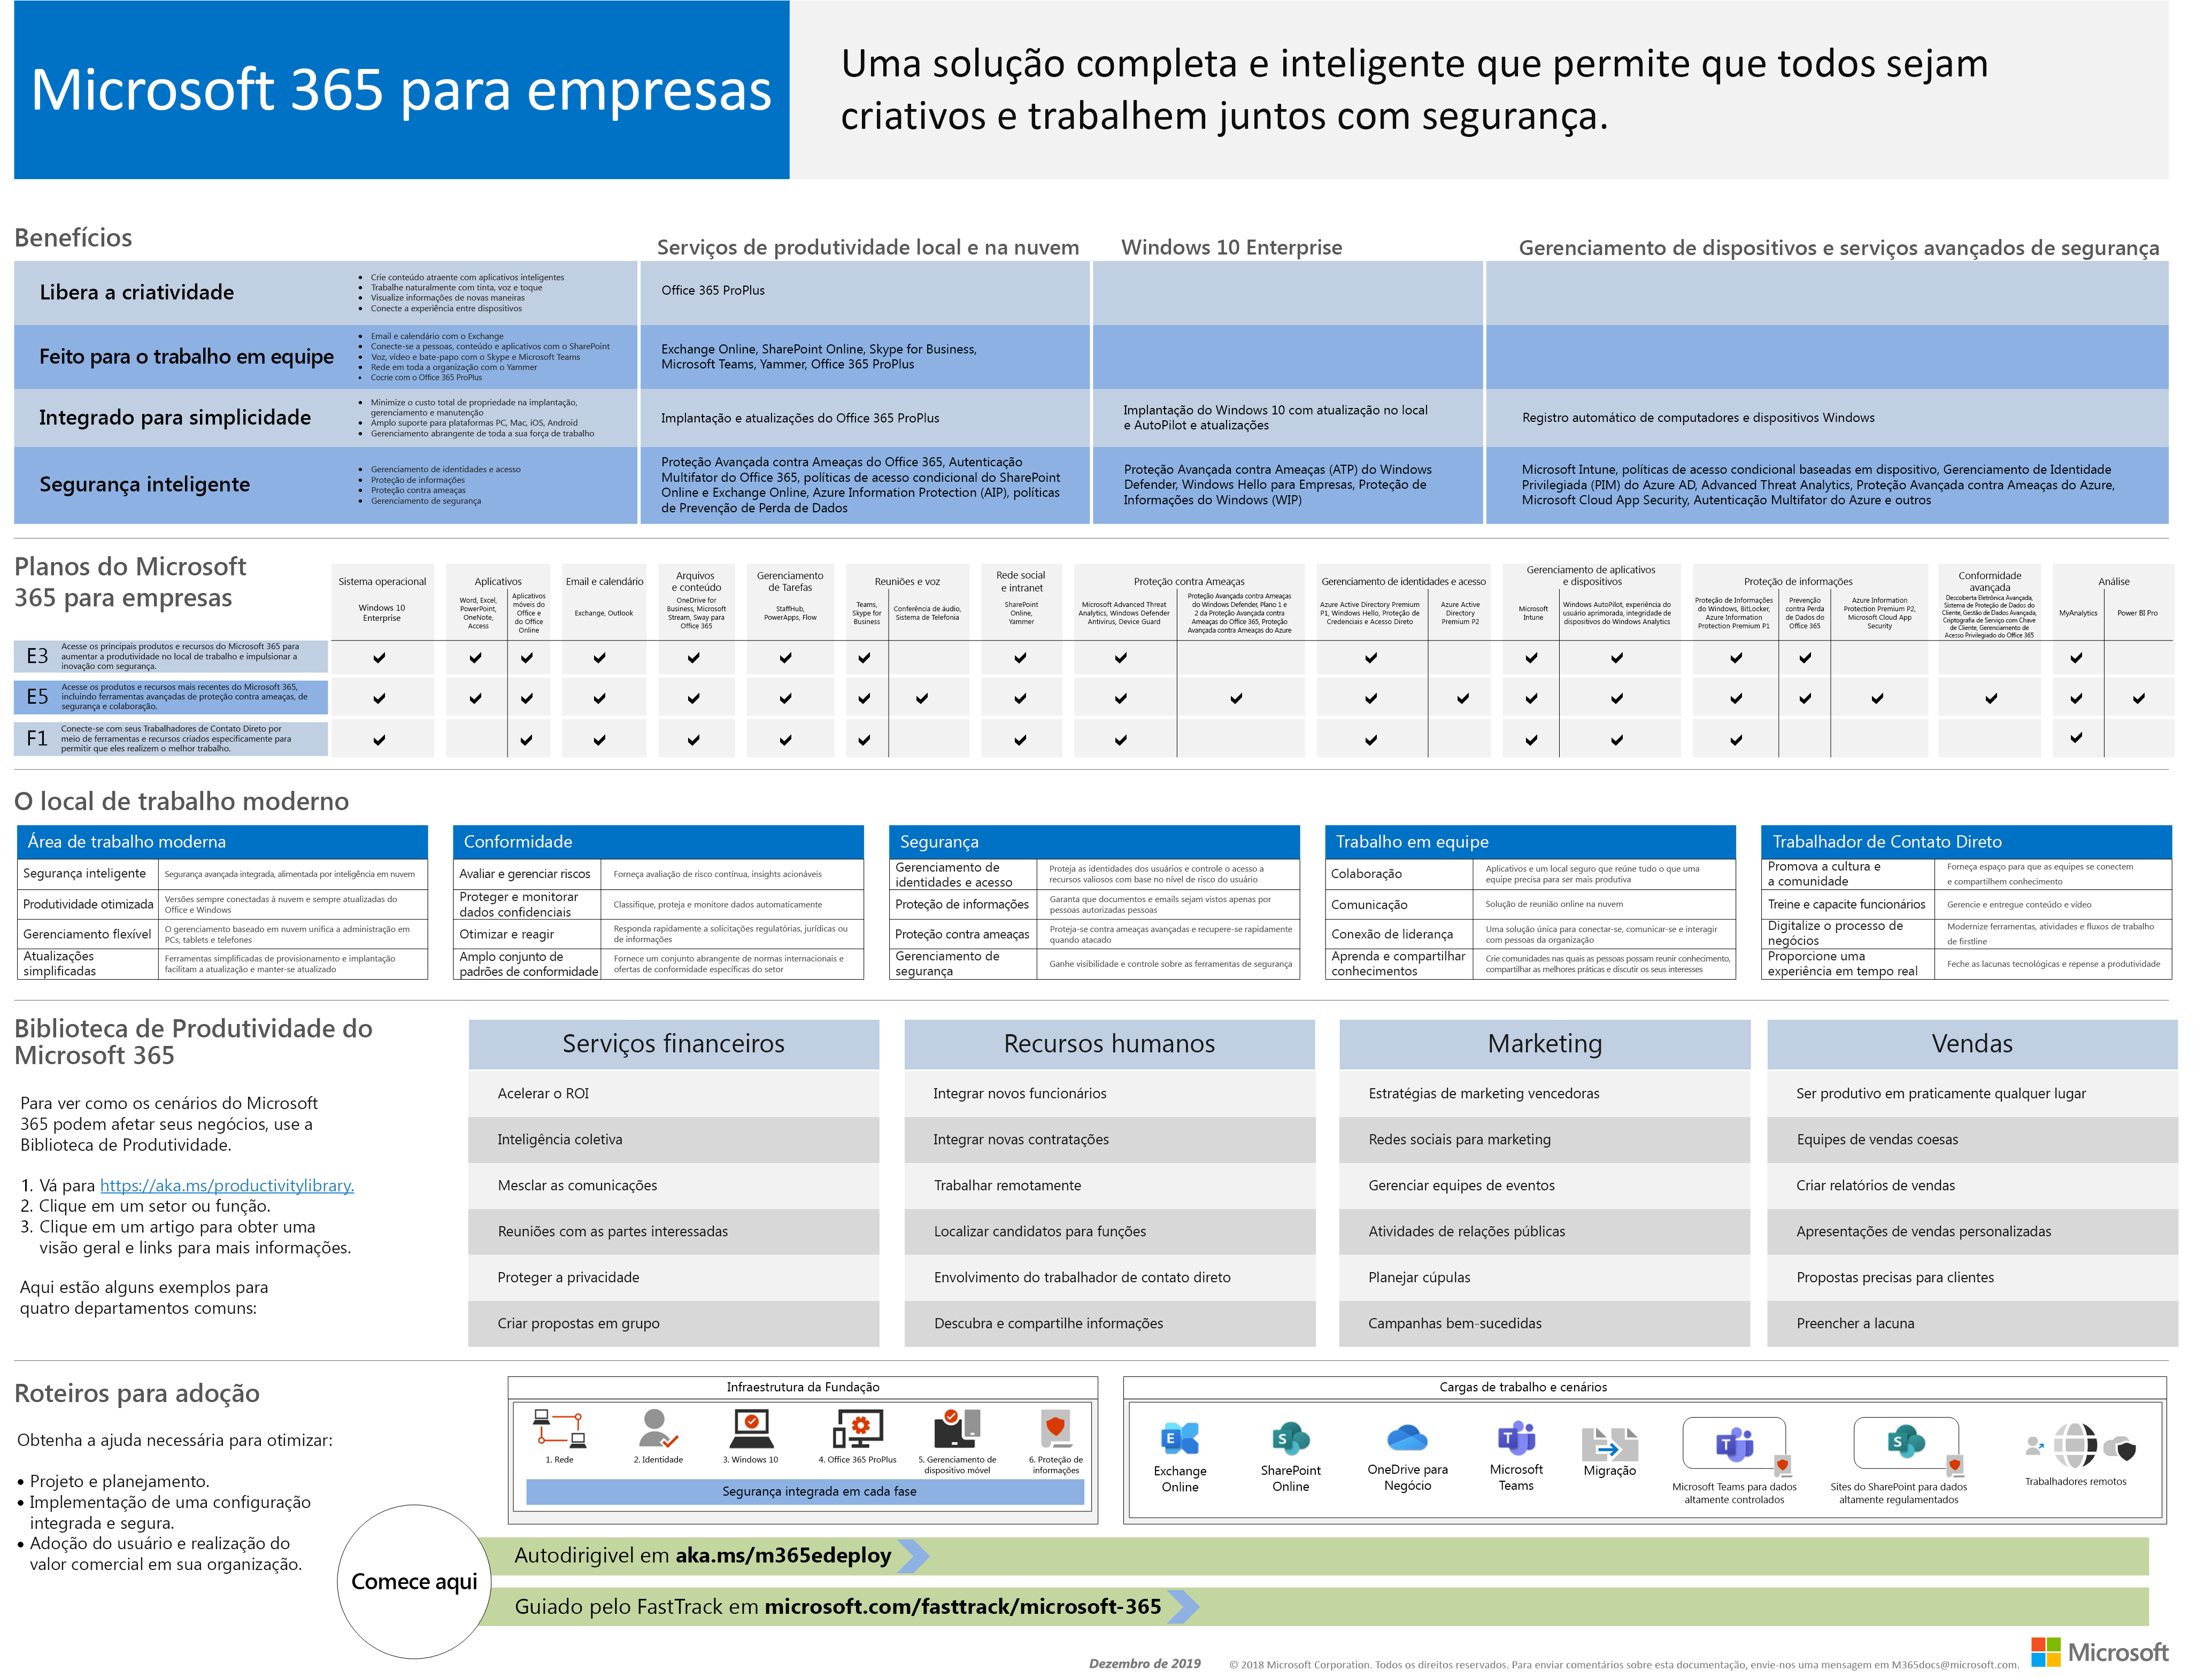 Microsoft 365 para empresas
Uma solução completa e inteligente que permite que todos sejam
criativos e trabalhem juntos com segurança.
Benefícios
Serviços de produtividade local e na nuvem
Windows 10 Enterprise
Gerenciamento de dispositivos e serviços avançados de segurança
Libera a criatividade
• Crie conteúdo atraente com aplicativos inteligentes
• Trabalhe naturalmente com tinta, voz e toque
• Visualize informações de novas maneiras
• Conecte a experiência entre dispositivos
Office 365 ProPlus
Feito para o trabalho em equipe
• Email e calendário com o Exchange
• Conecte-se a pessoas, conteúdo e aplicativos com o SharePoint
• Voz, vídeo e bate-papo com o Skype e Microsoft Teams
• Rede em toda a organização com o Yammer
• Cocrie com o Office 365 ProPlus
Exchange Online, SharePoint Online, Skype for Business,
Microsoft Teams, Yammer, Office 365 ProPlus
Integrado para simplicidade
• Minimize o custo total de propriedade na implantação,
gerenciamento e manutenção
• Amplo suporte para plataformas PC, Mac, iOS, Android
• Gerenciamento abrangente de toda a sua força de trabalho
Implantação e atualizações do Office 365 ProPlus
Implantação do Windows 10 com atualização no local
e AutoPilot e atualizações
Registro automático de computadores e dispositivos Windows
Segurança inteligente
• Gerenciamento de identidades e acesso
• Proteção de informações
• Proteção contra ameaças
• Gerenciamento de segurança
Proteção Avançada contra Ameaças do Office 365, Autenticação
Multifator do Office 365, políticas de acesso condicional do SharePoint
Online e Exchange Online, Azure Information Protection (AIP), políticas
de Prevenção de Perda de Dados
Proteção Avançada contra Ameaças (ATP) do Windows
Defender, Windows Hello para Empresas, Proteção de
Informações do Windows (WIP)
Microsoft Intune, políticas de acesso condicional baseadas em dispositivo, Gerenciamento de Identidade
Privilegiada (PIM) do Azure AD, Advanced Threat Analytics, Proteção Avançada contra Ameaças do Azure,
Microsoft Cloud App Security, Autenticação Multifator do Azure e outros
Planos do Microsoft
365 para empresas
Sistema operacional
Windows 10
Enterprise
Aplicativos
Word, Excel,
PowerPoint,
OneNote,
Access
Aplicativos
móveis do
Office e
do Office
Online
Email e calendário
Exchange, Outlook
Arquivos
e conteúdo
OneDrive for
Business, Microsoft
Stream, Sway para
Office 365
Gerenciamento
de Tarefas
StaffHub,
PowerApps, Flow
Reuniões e voz
Teams,
Skype for
Business
Conferência de áudio,
Sistema de Telefonia
Rede social
e intranet
SharePoint
Online,
Yammer
Proteção contra Ameaças
Microsoft Advanced Threat
Analytics, Windows Defender
Antivirus, Device Guard
Proteção Avançada contra Ameaças
do Windows Defender, Plano 1 e
2 da Proteção Avançada contra
Ameaças do Office 365, Proteção
Avançada contra Ameaças do Azure
Gerenciamento de identidades e acesso
Azure Active Directory Premium
P1, Windows Hello, Proteção de
Credenciais e Acesso Direto
Azure Active
Directory
Premium P2
Gerenciamento de aplicativos
e dispositivos
Microsoft
Intune
Windows AutoPilot, experiência do
usuário aprimorada, integridade de
dispositivos do Windows Analytics
Proteção de informações
Proteção de Informações
do Windows, BitLocker,
Azure Information
Protection Premium P1
Prevenção
contra Perda
de Dados do
Office 365
Azure Information
Protection Premium P2,
Microsoft Cloud App
Security
Conformidade
avançada
Descoberta Eletrônica Avançada,
Sistema de Proteção de Dados do
Cliente, Gestão de Dados Avançada,
Criptografia de Serviço com Chave
de Cliente, Gerenciamento de
Acesso Privilegiado do Office 365
Análise
MyAnalytics
Power BI Pro
E3
Acesse os principais produtos e recursos do Microsoft 365 para
aumentar a produtividade no local de trabalho e impulsionar a
inovação com segurança.
E5
Acesse os produtos e recursos mais recentes do Microsoft 365,
incluindo ferramentas avançadas de proteção contra ameaças, de
segurança e colaboração.
F1
Conecte-se com seus Trabalhadores de Contato Direto por
meio de ferramentas e recursos criados especificamente para
permitir que eles realizem o melhor trabalho.
O local de trabalho moderno
Área de trabalho moderna
Segurança inteligente
Segurança avançada integrada, alimentada por inteligência em nuvem
Produtividade otimizada
Versões sempre conectadas à nuvem e sempre atualizadas do
Office e Windows
Gerenciamento flexível
O gerenciamento baseado em nuvem unifica a administração em
PCs, tablets e telefones
Atualizações
simplificadas
Ferramentas simplificadas de provisionamento e implantação
facilitam a atualização e manter-se atualizado
Conformidade
Avaliar e gerenciar riscos
Forneça avaliação de risco contínua, insights acionáveis
Proteger e monitorar
dados confidenciais
Classifique, proteja e monitore dados automaticamente
Otimizar e reagir
Responda rapidamente a solicitações regulatórias, jurídicas ou
de informações
Amplo conjunto de
padrões de conformidade
Fornece um conjunto abrangente de normas internacionais e
ofertas de conformidade específicas do setor
Segurança
Gerenciamento de
identidades e acesso
Proteja as identidades dos usuários e controle o acesso a
recursos valiosos com base no nível de risco do usuário
Proteção de informações
Garanta que documentos e emails sejam vistos apenas por
pessoas autorizadas pessoas
Proteção contra ameaças
Proteja-se contra ameaças avançadas e recupere-se rapidamente
quando atacado
Gerenciamento de
segurança
Ganhe visibilidade e controle sobre as ferramentas de segurança
Trabalho em equipe
Colaboração
Aplicativos e um local seguro que reúne tudo o que uma
equipe precisa para ser mais produtiva
Comunicação
Solução de reunião online na nuvem
Conexão de liderança
Uma solução única para conectar-se, comunicar-se e interagir
com pessoas da organização
Aprenda e compartilhar
conhecimentos
Crie comunidades nas quais as pessoas possam reunir conhecimento,
compartilhar as melhores práticas e discutir os seus interesses
Trabalhador de Contato Direto
Promova a cultura e
a comunidade
Forneça espaço para que as equipes se conectem
e compartilhem conhecimento
Treine e capacite funcionários
Gerencie e entregue conteúdo e vídeo
Digitalize o processo de
negócios
Modernize ferramentas, atividades e fluxos de trabalho
de firstline
Proporcione uma
experiência em tempo real
Feche as lacunas tecnológicas e repense a produtividade
Biblioteca de Produtividade do
Microsoft 365
Para ver como os cenários do Microsoft
365 podem afetar seus negócios, use a
Biblioteca de Produtividade.
1. Vá para https://aka.ms/productivitylibrary.
2. Clique em um setor ou função.
3. Clique em um artigo para obter uma
visão geral e links para mais informações.
Aqui estão alguns exemplos para
quatro departamentos comuns:
Serviços financeiros
Acelerar o ROI
Inteligência coletiva
Mesclar as comunicações
Reuniões com as partes interessadas
Proteger a privacidade
Criar propostas em grupo
Recursos humanos
Integrar novos funcionários
Integrar novas contratações
Trabalhar remotamente
Localizar candidatos para funções
Envolvimento do trabalhador de contato direto
Descubra e compartilhe informações
Marketing
Estratégias de marketing vencedoras
Redes sociais para marketing
Gerenciar equipes de eventos
Atividades de relações públicas
Planejar cúpulas
Campanhas bem-sucedidas
Vendas
Ser produtivo em praticamente qualquer lugar
Equipes de vendas coesas
Criar relatórios de vendas
Apresentações de vendas personalizadas
Propostas precisas para clientes
Preencher a lacuna
Roteiros para adoção
Obtenha a ajuda necessária para otimizar:
• Projeto e planejamento.
• Implementação de uma configuração
integrada e segura.
• Adoção do usuário e realização do
valor comercial em sua organização.
Infraestrutura da Fundação
1. Rede
2. Identidade
3. Windows 10
4. Office 365 ProPlus
5. Gerenciamento de
dispositivo móvel
6. Proteção de
informações
Segurança integrada em cada fase
Cargas de trabalho e cenários
Exchange
Online
SharePoint
Online
OneDrive para
Negócio
Microsoft
Teams
Migração
Microsoft Teams para dados
altamente controlados
Sites do SharePoint para dados
altamente regulamentados
Trabalhadores remotos
Comece aqui
Autodirigivel em aka.ms/m365edeploy
Guiado pelo FastTrack em microsoft.com/fasttrack/microsoft-365
Dezembro de 2019
© 2018 Microsoft Corporation. Todos os direitos reservados. Para enviar comentários sobre esta documentação, envie-nos uma mensagem em M365docs@microsoft.com.
Microsoft